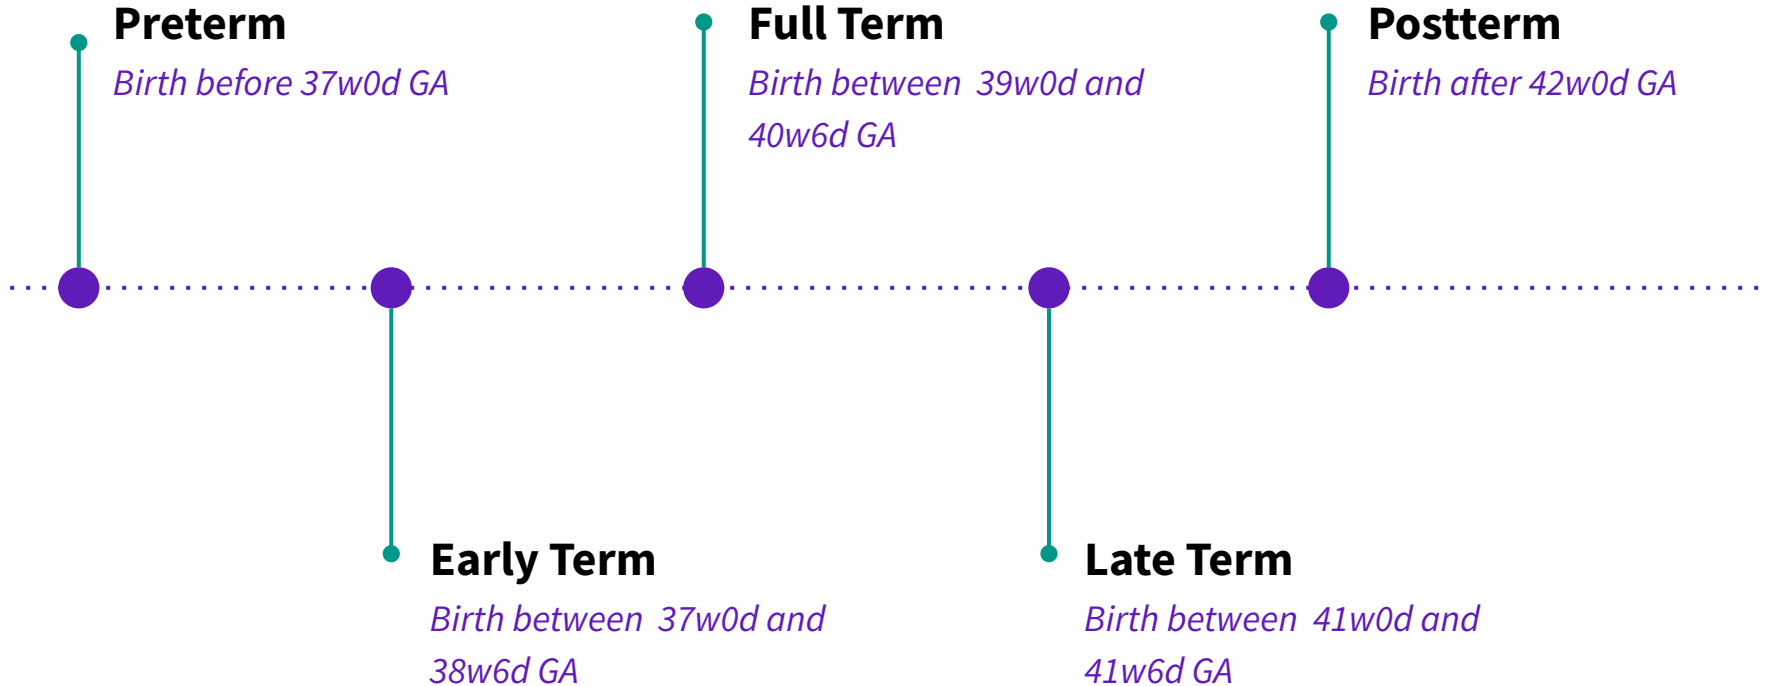 Preterm
Birth before 37w0d GA
Full Term
Birth between  39w0d and
40w6d GA
Postterm
Birth after 42w0d GA
Early Term
Birth between  37w0d and
38w6d GA
Late Term
Birth between  41w0d and
41w6d GA